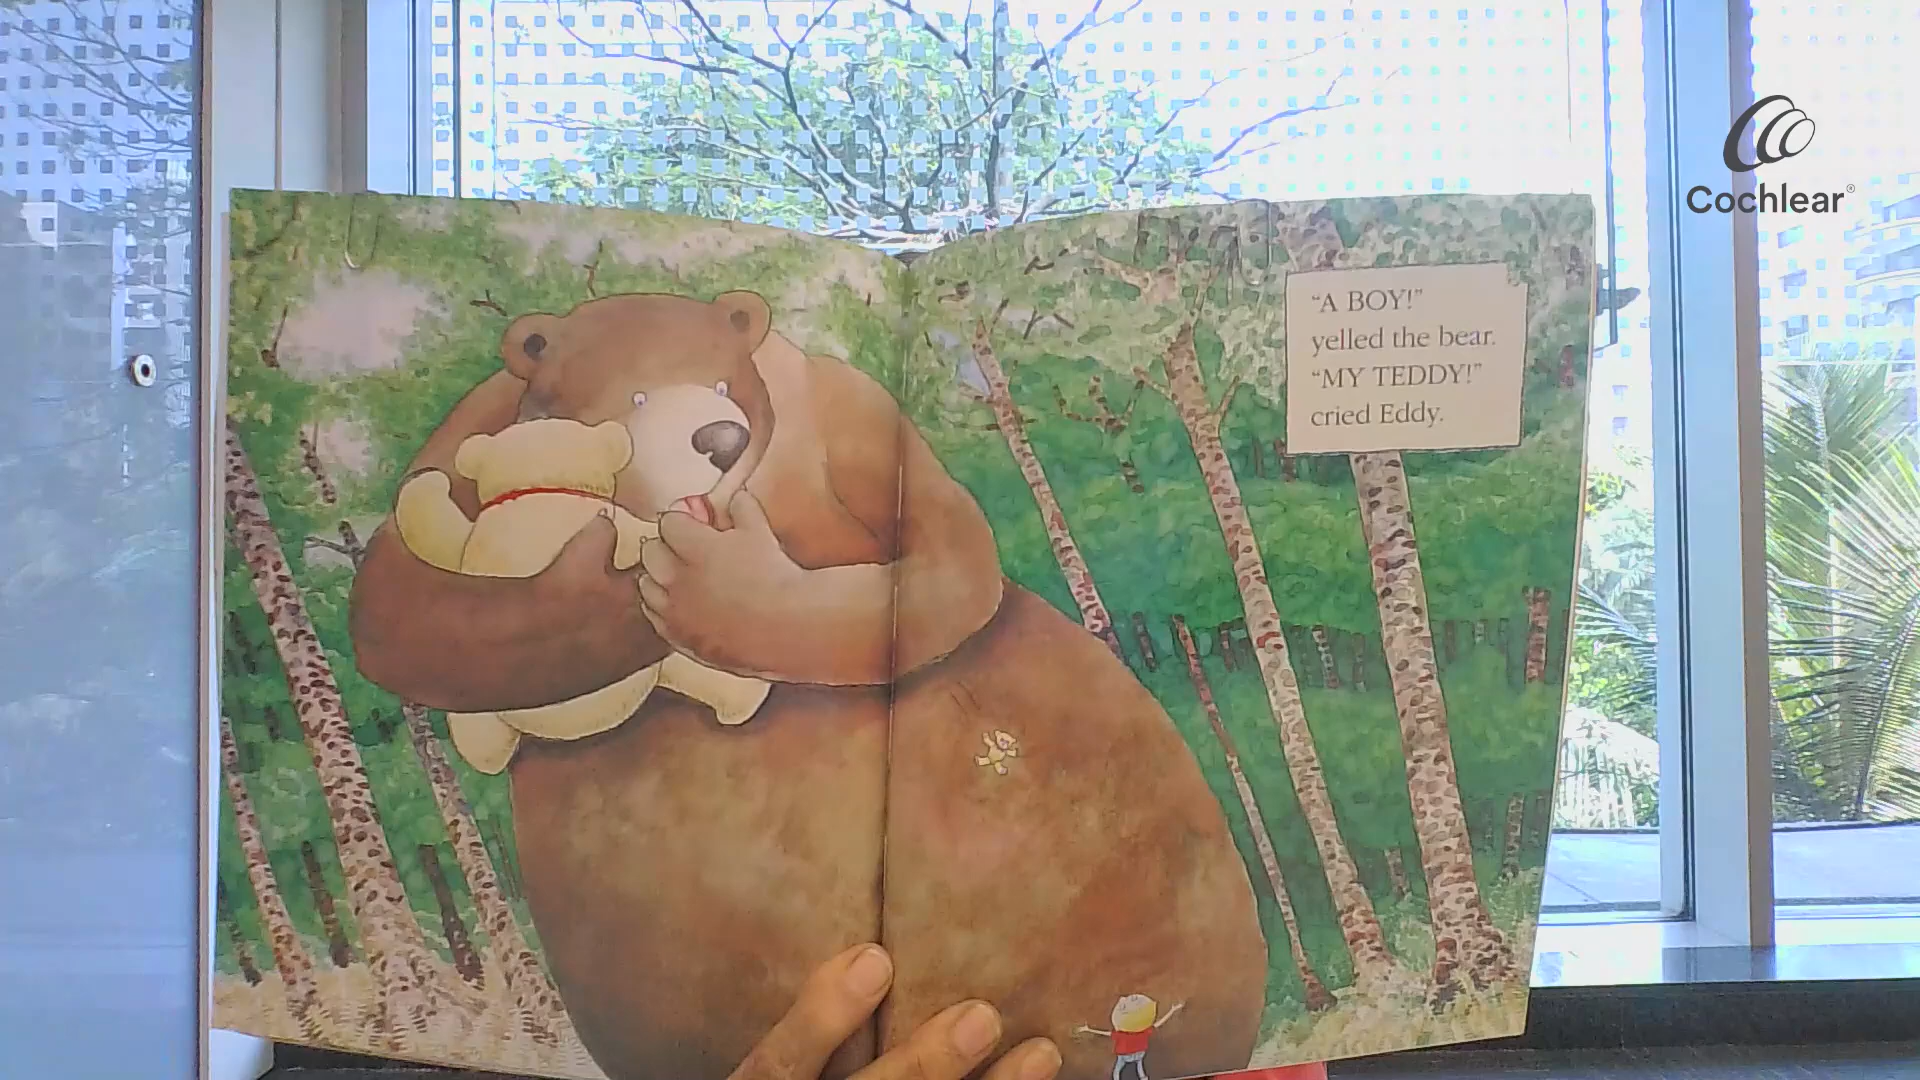 Cochlear®
“A BOY!”
yelled the bear.
“MY TEDDY!”
cried Eddy.